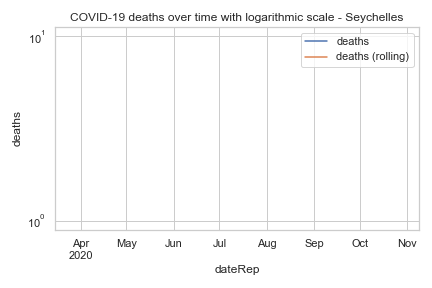 COVID-19 deaths over time with logarithmic scale - Seychelles
deaths
deaths (rolling)
10¹
deaths
10⁰
Apr May Jun Jul Aug Sep Oct Nov
2020
dateRep